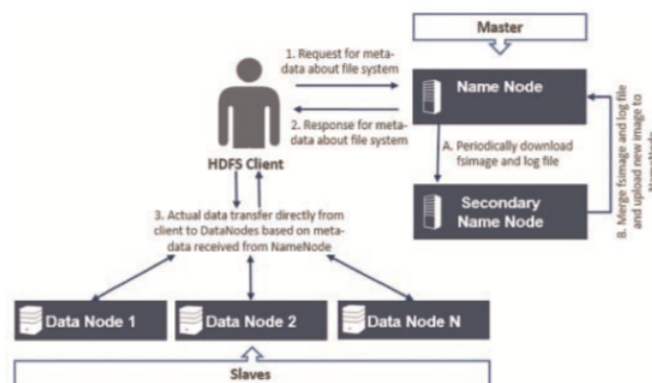 Master
1. Request for meta-
data about file system
Name Node
2. Response for meta-
data about file system
HDFS Client
A. Periodically download
fsimage and log file
B. Merge fsimage and log file
and upload new image to
NameNode
Secondary
Name Node
3. Actual data transfer directly from
client to DataNodes based on meta-
data received from NameNode
Data Node 1
Data Node 2
Data Node N
Slaves